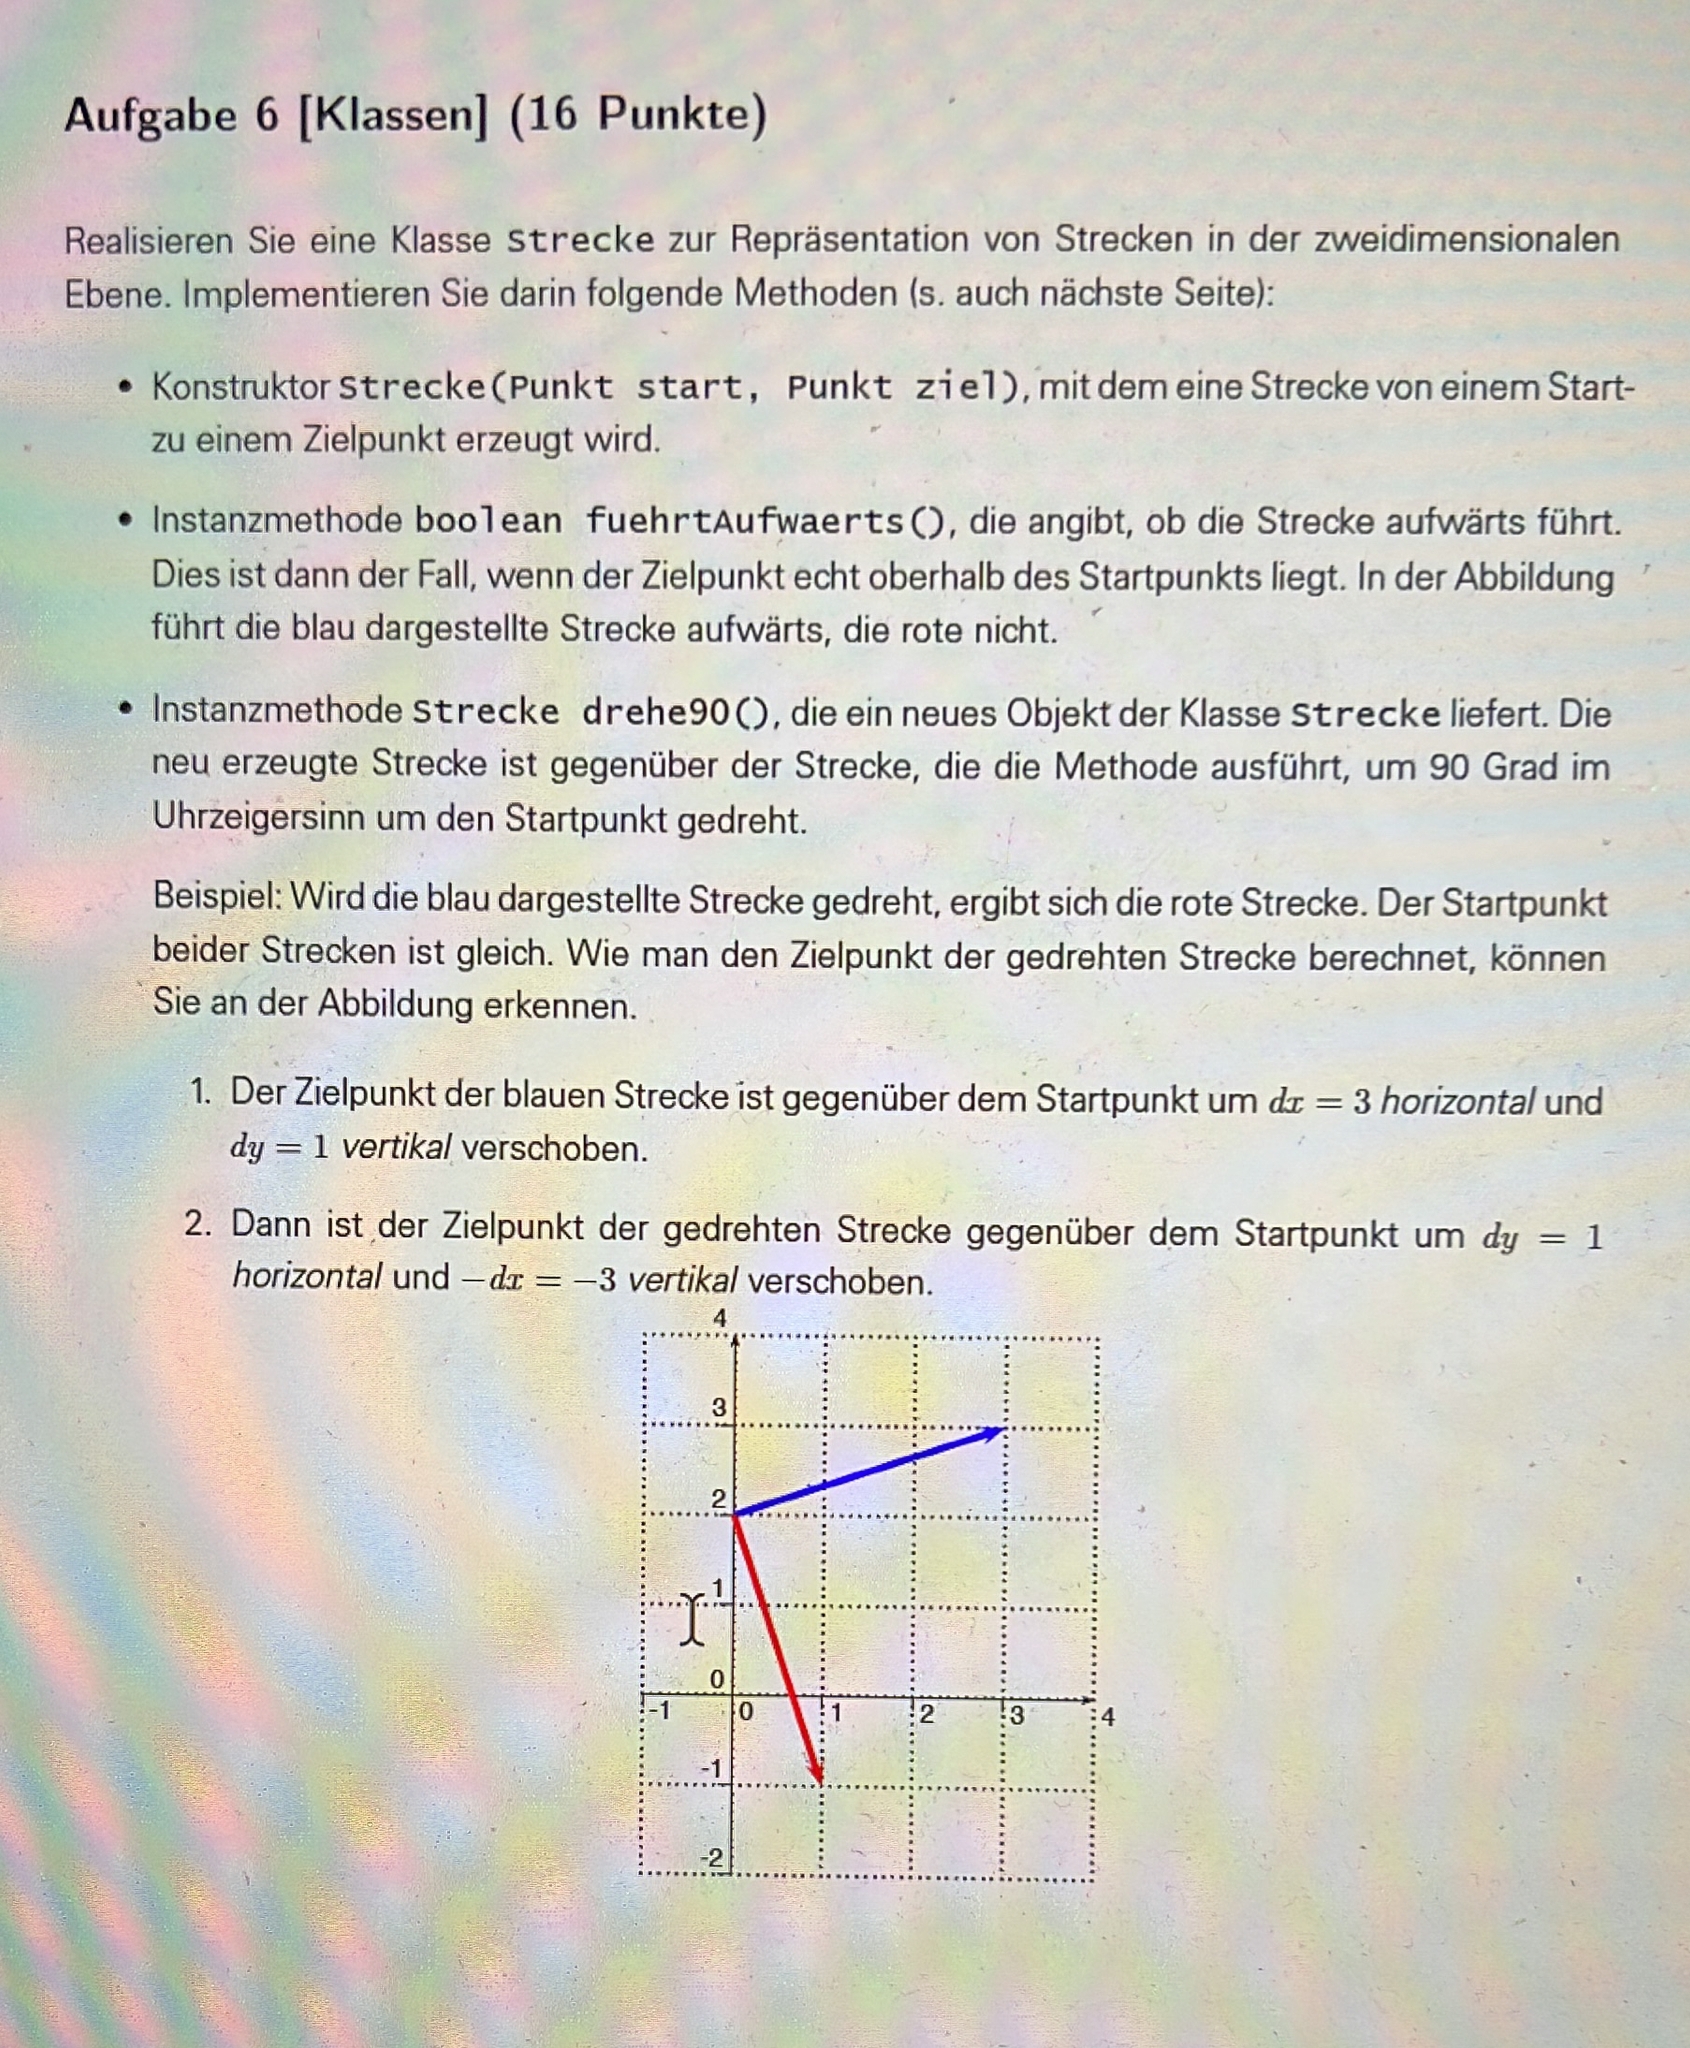 Aufgabe 6 [Klassen] (16 Punkte)
Realisieren Sie eine Klasse Strecke zur Repräsentation von Strecken in der zweidimensionalen
Ebene. Implementieren Sie darin folgende Methoden (s. auch nächste Seite):
• Konstruktor Strecke(Punkt start, Punkt ziel), mit dem eine Strecke von einem Start-
zu einem Zielpunkt erzeugt wird.
• Instanzmethode boolean fuehrtAufwaerts(), die angibt, ob die Strecke aufwärts führt.
Dies ist dann der Fall, wenn der Zielpunkt echt oberhalb des Startpunkts liegt. In der Abbildung
führt die blau dargestellte Strecke aufwärts, die rote nicht.
• Instanzmethode Strecke drehe90(), die ein neues Objekt der Klasse Strecke liefert. Die
neu erzeugte Strecke ist gegenüber der Strecke, die die Methode ausführt, um 90 Grad im
Uhrzeigersinn um den Startpunkt gedreht.
Beispiel: Wird die blau dargestellte Strecke gedreht, ergibt sich die rote Strecke. Der Startpunkt
beider Strecken ist gleich. Wie man den Zielpunkt der gedrehten Strecke berechnet, können
Sie an der Abbildung erkennen.
1. Der Zielpunkt der blauen Strecke ist gegenüber dem Startpunkt um dx = 3 horizontal und
dy = 1 vertikal verschoben.
2. Dann ist der Zielpunkt der gedrehten Strecke gegenüber dem Startpunkt um dy = 1
horizontal und −dx = −3 vertikal verschoben.
4
3
2
1
0
-1 0 1 2 3 4
-1
-2